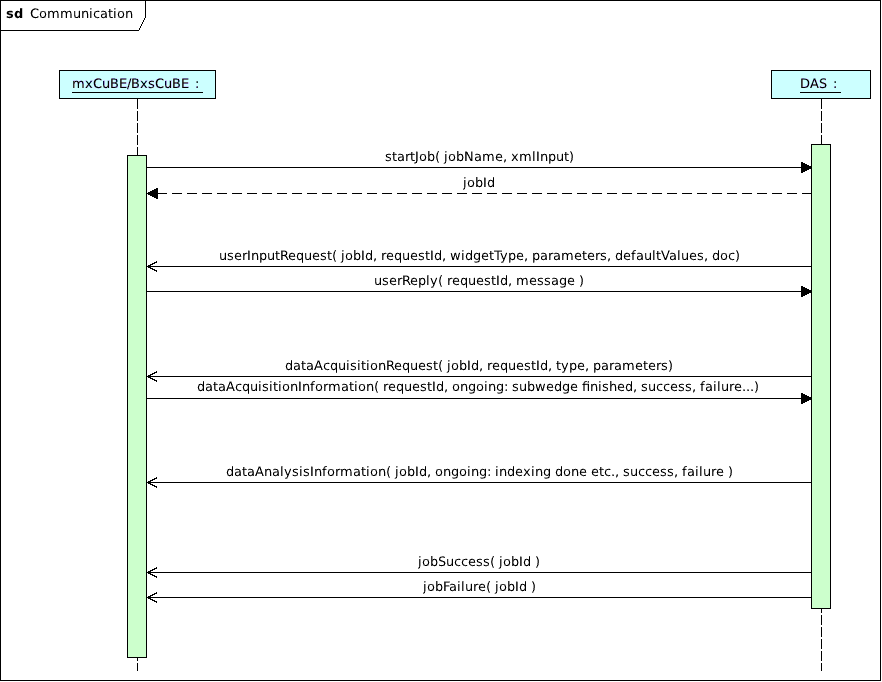 sd Communication
mxCuBE/BxsCuBE :
DAS :
startJob( jobName, xmlInput)
jobId
userInputRequest( jobId, requestId, widgetType, parameters, defaultValues, doc)
userReply( requestId, message )
dataAcquisitionRequest( jobId, requestId, type, parameters)
dataAcquisitionInformation( requestId, ongoing: subwedge finished, success, failure...)
dataAnalysisInformation( jobId, ongoing: indexing done etc., success, failure )
jobSuccess( jobId )
jobFailure( jobId )